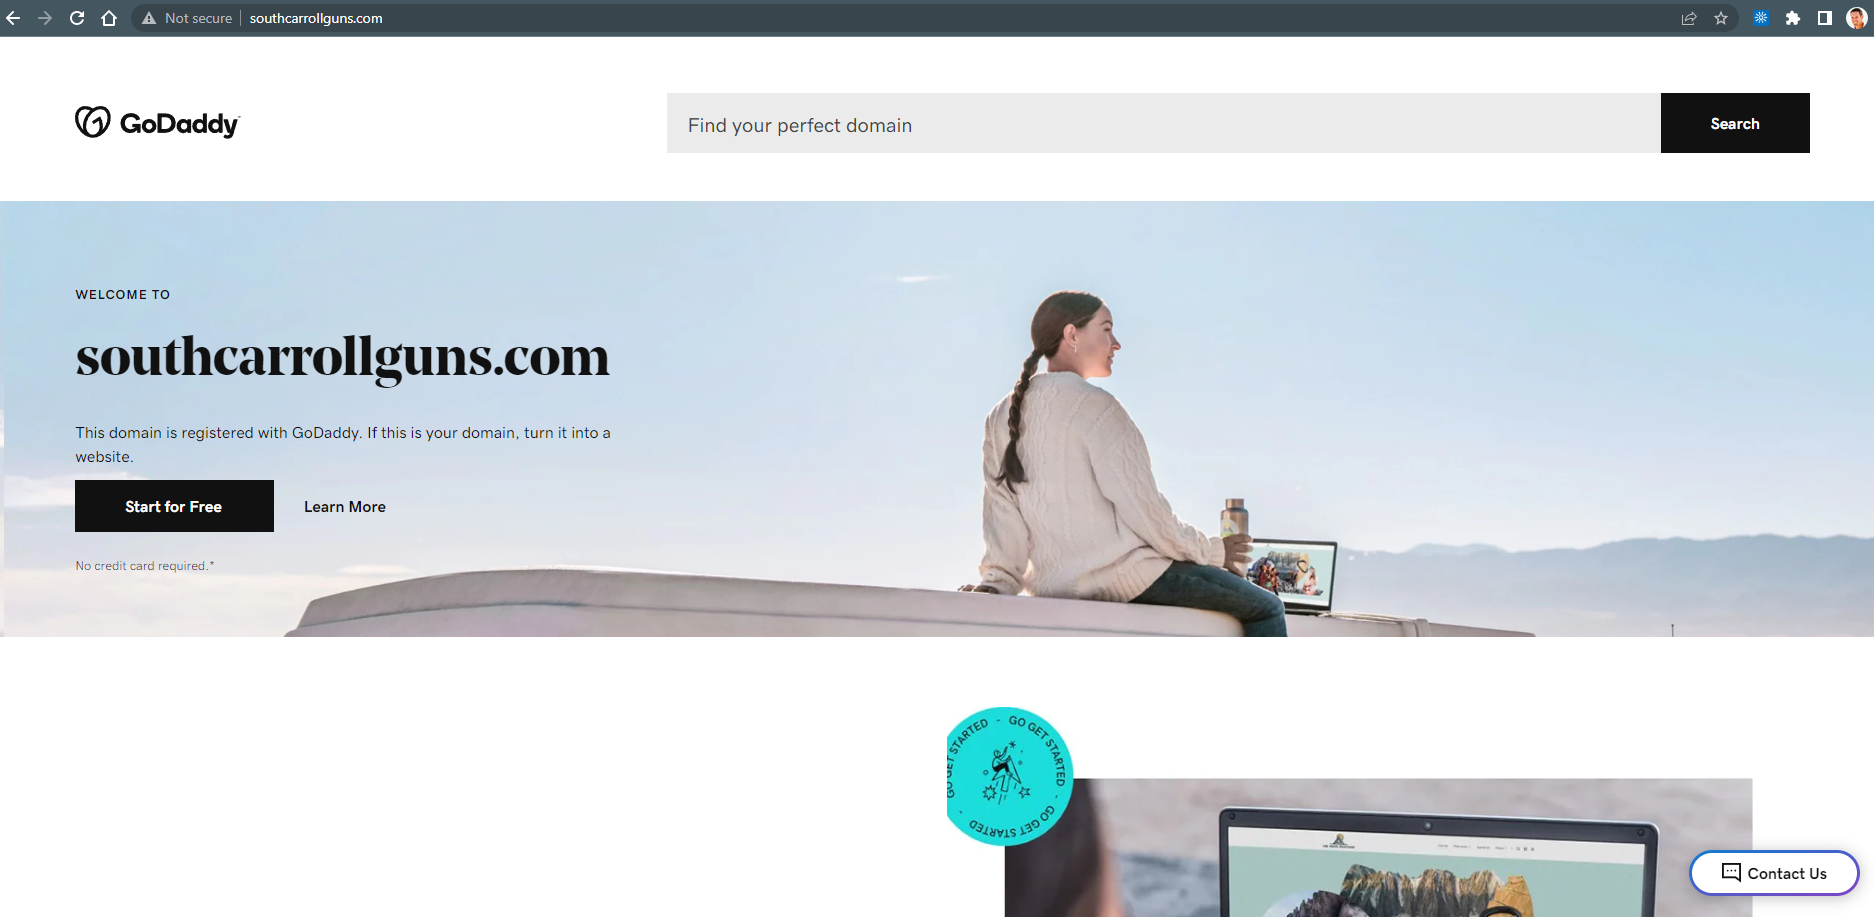 Not secure
southcarrollguns.com
GoDaddy
Find your perfect domain
Search
WELCOME TO
southcarrollguns.com
This domain is registered with GoDaddy. If this is your domain, turn it into a
website.
Start for Free
Learn More
No credit card required.*
GO GET STARTED - GO GET STARTED - GO GET STARTED -
Contact Us